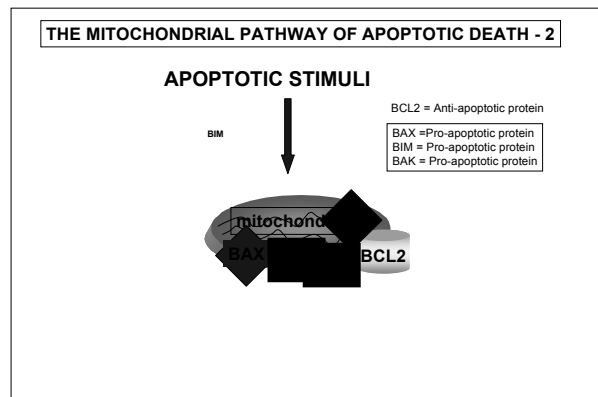 THE MITOCHONDRIAL PATHWAY OF APOPTOTIC DEATH - 2
APOPTOTIC STIMULI
BCL2 = Anti-apoptotic protein
BIM
BAX =Pro-apoptotic protein
BIM = Pro-apoptotic protein
BAK = Pro-apoptotic protein
BAX
BCL2